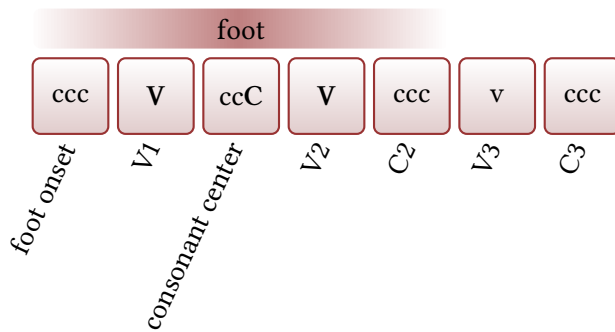 foot
ccc V ccC V ccc v ccc
foot onset V1 consonant center V2 C2 V3 C3